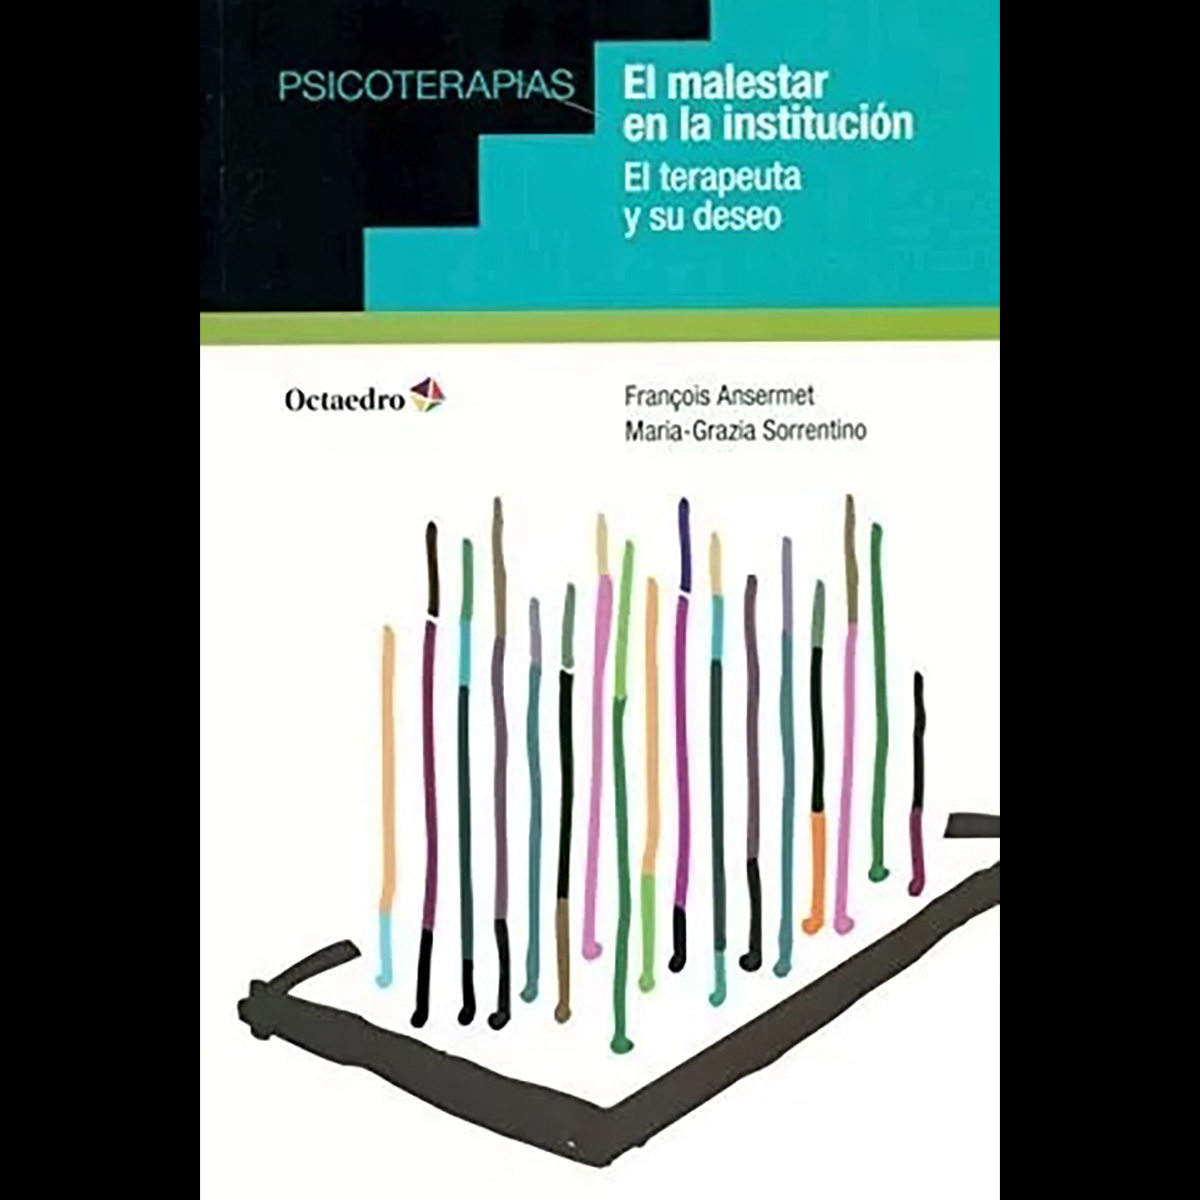 PSICOTERAPIAS
El malestar
en la institución
El terapeuta
y su deseo
Octaedro
François Ansermet
Maria-Grazia Sorrentino